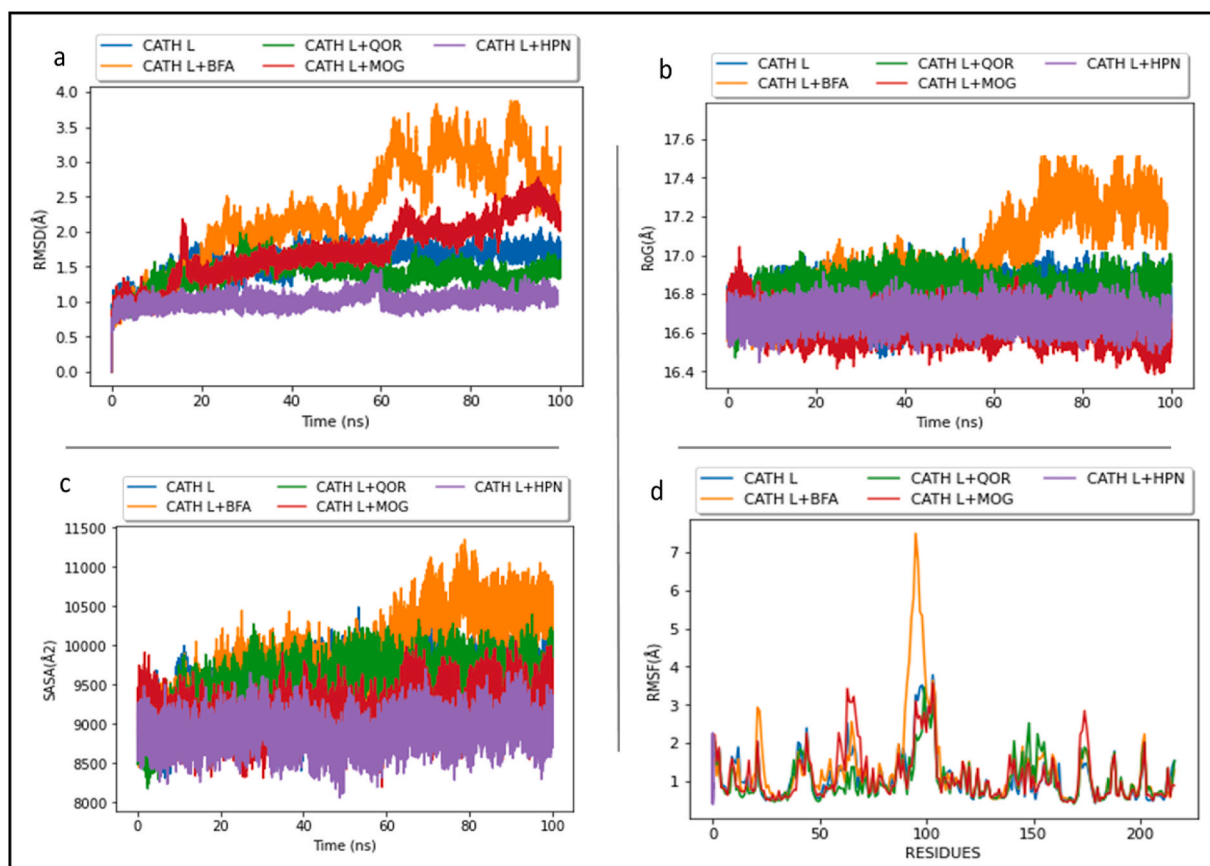 a
CATH L CATH L+QOR CATH L+HPN
CATH L+BFA CATH L+MOG
4.0
3.5
3.0
2.5
2.0
1.5
1.0
0.5
0.0
RMSD(Å)
0 20 40 60 80 100
Time (ns)
b
CATH L CATH L+QOR CATH L+HPN
CATH L+BFA CATH L+MOG
17.6
17.4
17.2
17.0
16.8
16.6
16.4
RoG(Å)
0 20 40 60 80 100
Time (ns)
c
CATH L CATH L+QOR CATH L+HPN
CATH L+BFA CATH L+MOG
11500
11000
10500
10000
9500
9000
8500
8000
SASA(Å2)
0 20 40 60 80 100
Time (ns)
d
CATH L CATH L+QOR CATH L+HPN
CATH L+BFA CATH L+MOG
7
6
5
4
3
2
1
RMSF(Å)
0 50 100 150 200
RESIDUES